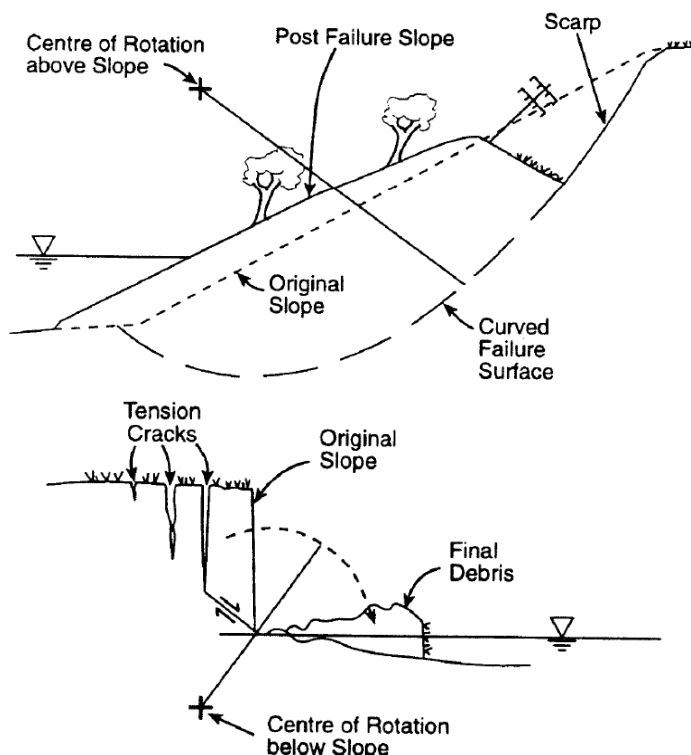 Centre of Rotation
above Slope
Post Failure Slope
Scarp
Original
Slope
Curved
Failure
Surface
Tension
Cracks
Original
Slope
Final
Debris
Centre of Rotation
below Slope